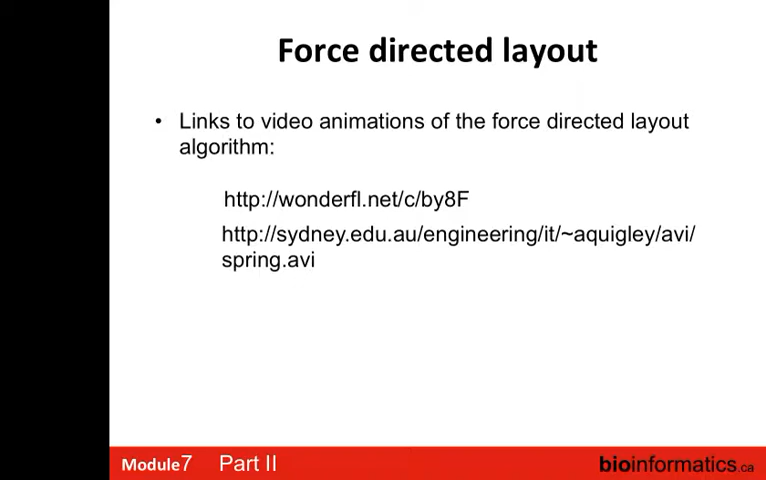 Force directed layout
• Links to video animations of the force directed layout
algorithm:
http://wonderfl.net/c/by8F
http://sydney.edu.au/engineering/it/~aquigley/avi/
spring.avi
Module7 Part II bioinformatics.ca